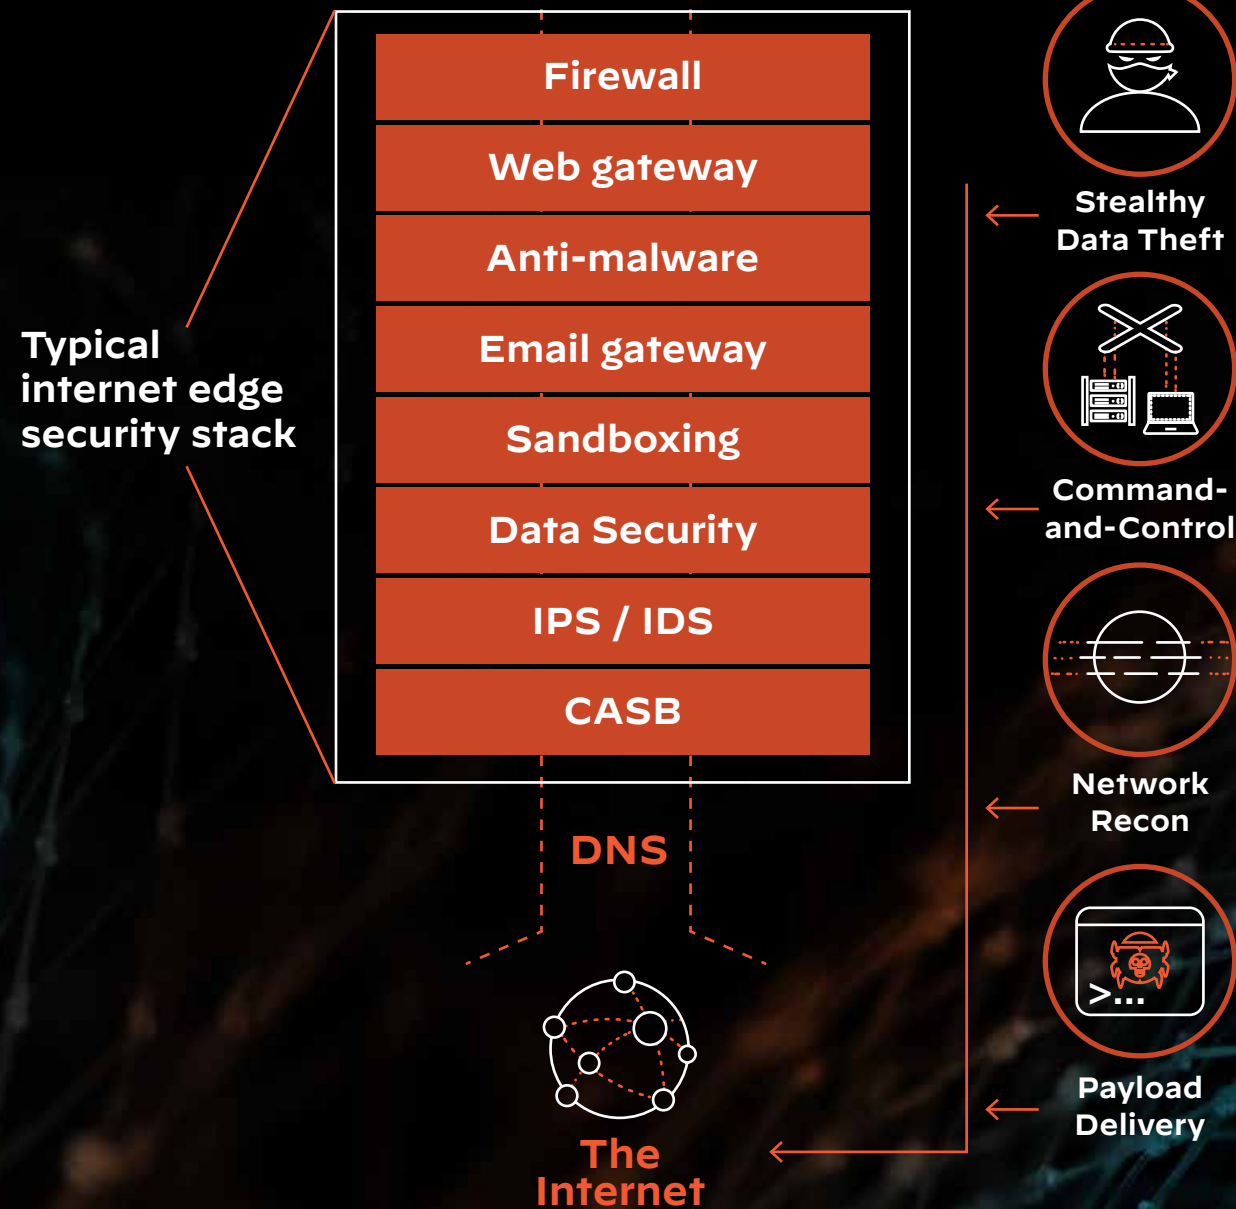 Typical
internet edge
security stack
Firewall
Web gateway
Anti-malware
Email gateway
Sandboxing
Data Security
IPS / IDS
CASB
DNS
The
Internet
Stealthy
Data Theft
Command-
and-Control
Network
Recon
>...
Payload
Delivery